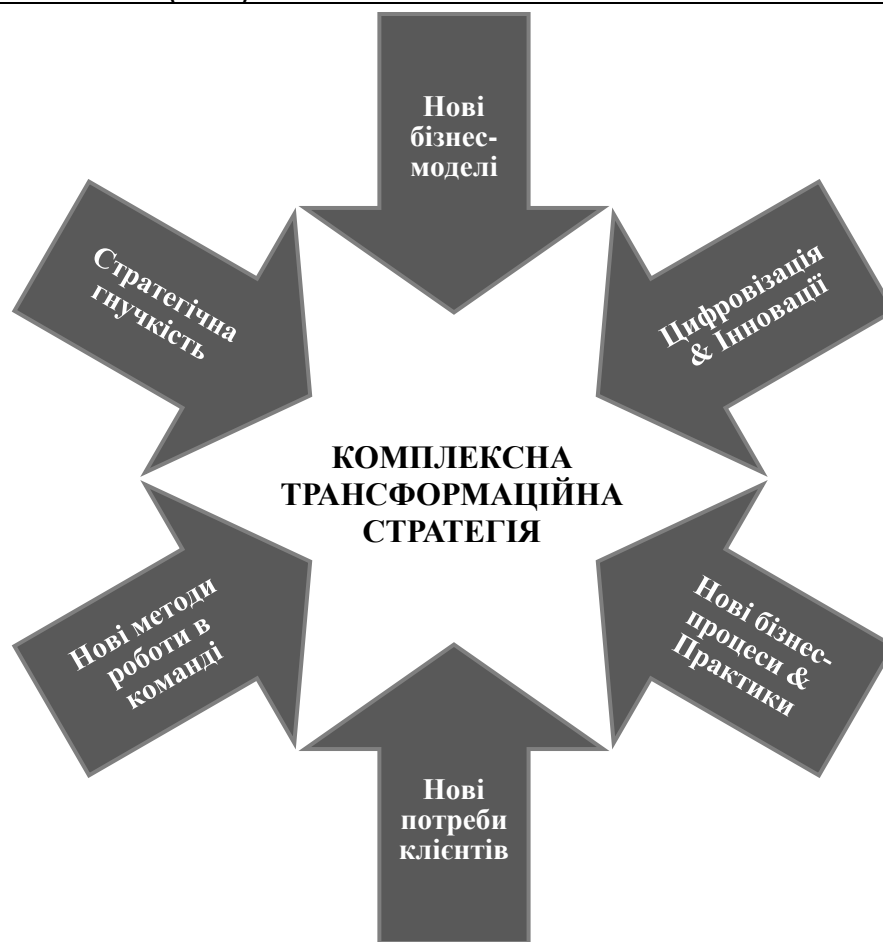 Нові
бізнес-
моделі
Стратегічна
гнучкість
Цифровізація
& Інновації
КОМПЛЕКСНА
ТРАНСФОРМАЦІЙНА
СТРАТЕГІЯ
Нові методи
роботи в
команді
Нові бізнес-
процеси &
Практики
Нові
потреби
клієнтів